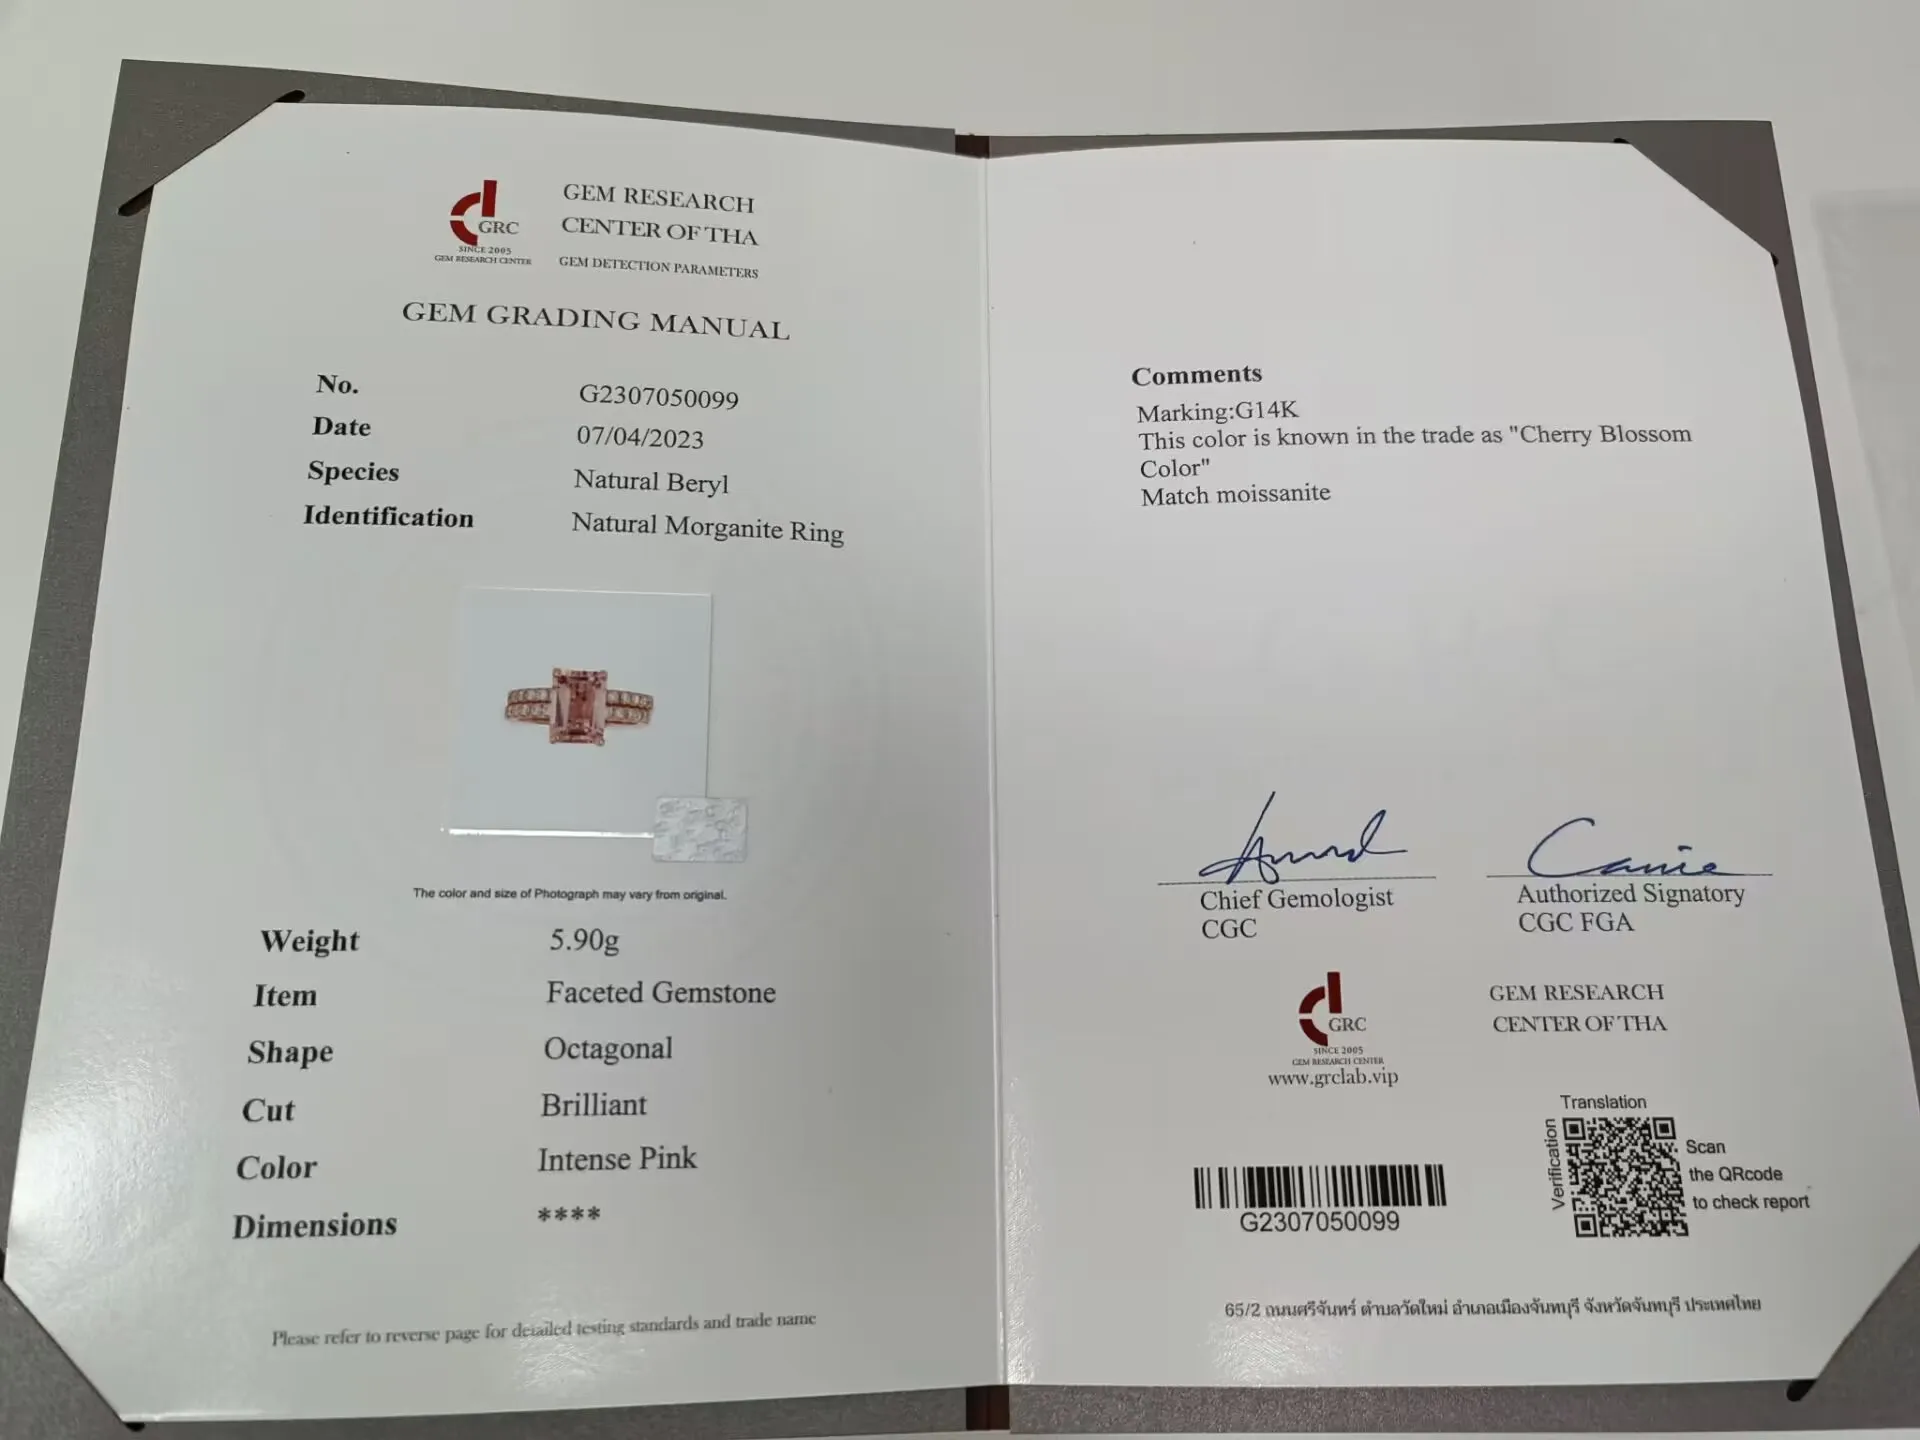 GRC
SINCE 2005
GEM RESEARCH CENTER
GEM RESEARCH
CENTER OF THA
GEM DETECTION PARAMETERS
GEM GRADING MANUAL
No. G2307050099
Date 07/04/2023
Species Natural Beryl
Identification Natural Morganite Ring
The color and size of Photograph may vary from original.
Weight 5.90g
Item Faceted Gemstone
Shape Octagonal
Cut Brilliant
Color Intense Pink
Dimensions ****
Please refer to reverse page for detailed testing standards and trade name
Comments
Marking:G14K
This color is known in the trade as "Cherry Blossom
Color"
Match moissanite
Chief Gemologist
CGC
Authorized Signatory
CGC FGA
GRC
SINCE 2005
GEM RESEARCH CENTER
www.grclab.vip
GEM RESEARCH
CENTER OF THA
G2307050099
Translation
Verification
Scan
the QRcode
to check report
65/2 ถนนศรีจันทร์ ตำบลวัดใหม่ อำเภอเมืองจันทบุรี จังหวัดจันทบุรี ประเทศไทย